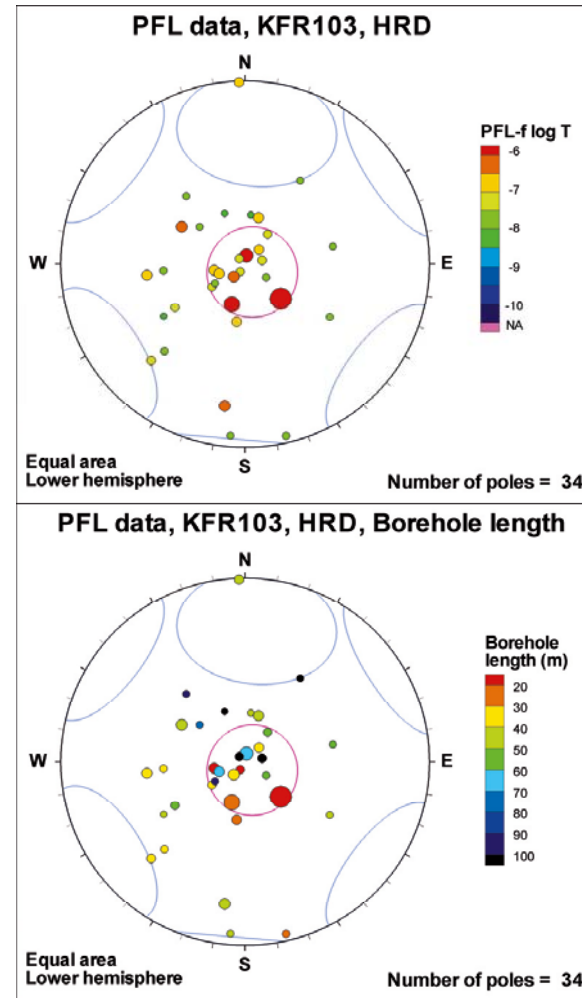 PFL data, KFR103, HRD
N
PFL-f log T
-6
-7
-8
-9
-10
NA
W
E
S
Equal area
Lower hemisphere
Number of poles = 34
PFL data, KFR103, HRD, Borehole length
N
Borehole
length (m)
20
30
40
50
60
70
80
90
100
W
E
S
Equal area
Lower hemisphere
Number of poles = 34